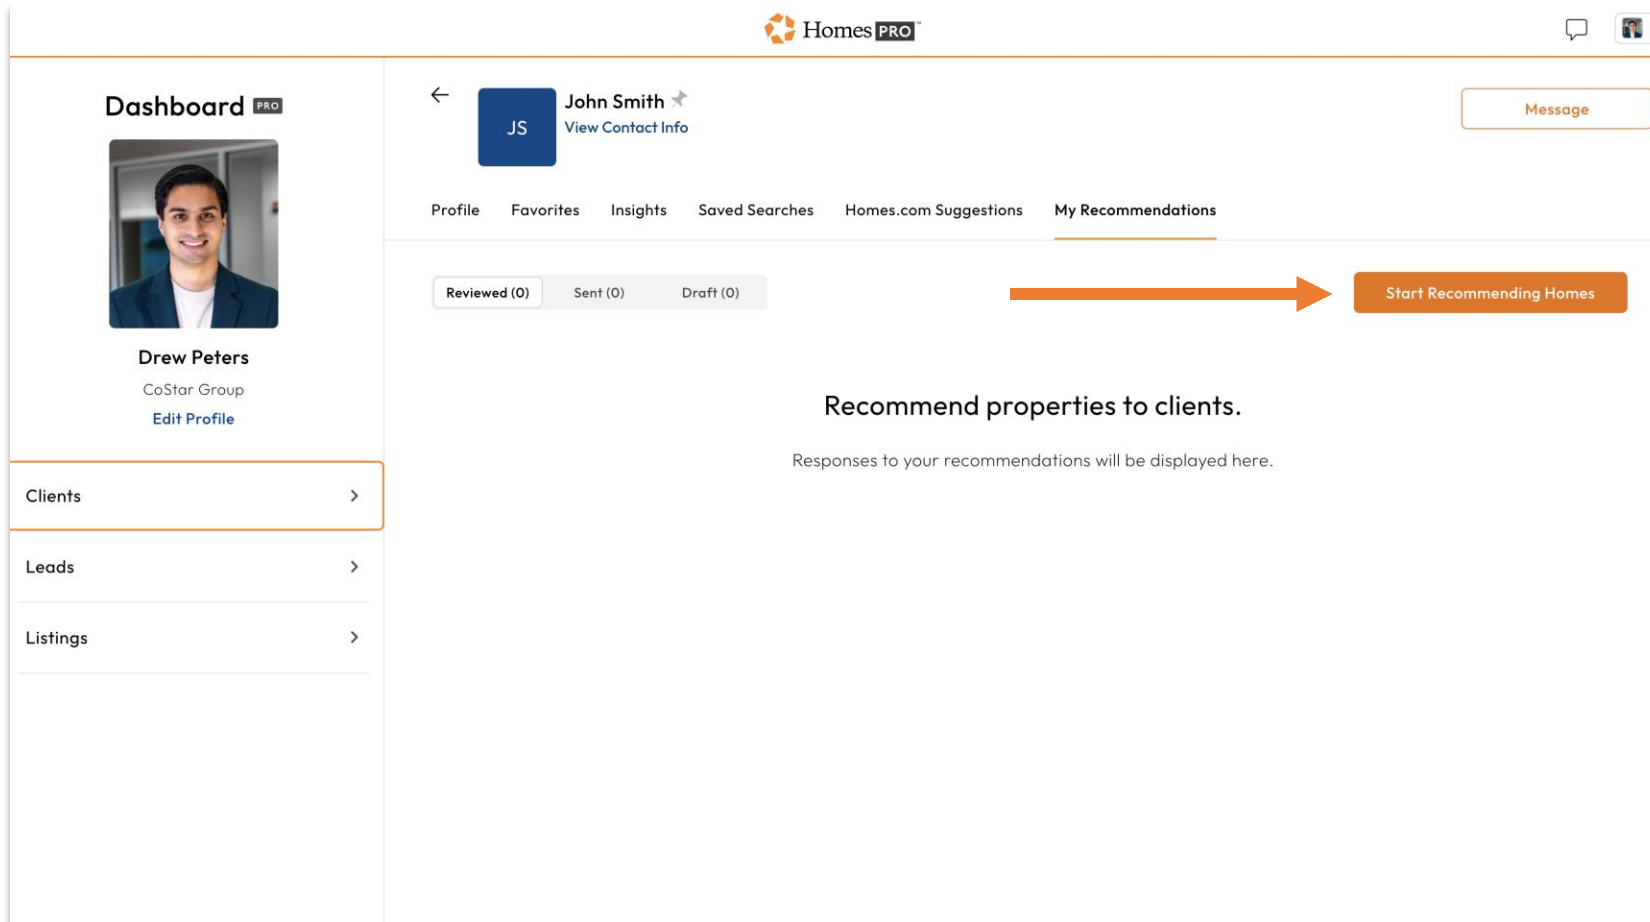 Homes PRO™
Dashboard PRO
Drew Peters
CoStar Group
Edit Profile
Clients
Leads
Listings
JS
John Smith
View Contact Info
Message
Profile Favorites Insights Saved Searches Homes.com Suggestions My Recommendations
Reviewed (0) Sent (0) Draft (0)
Start Recommending Homes
Recommend properties to clients.
Responses to your recommendations will be displayed here.